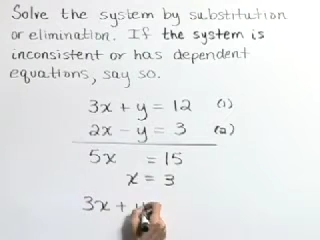 Solve the system by substitution
or elimination. If the system is
inconsistent or has dependent
equations, say so.
3x + y = 12 (1)
2x - y = 3 (2)
5x = 15
x = 3
3x + y